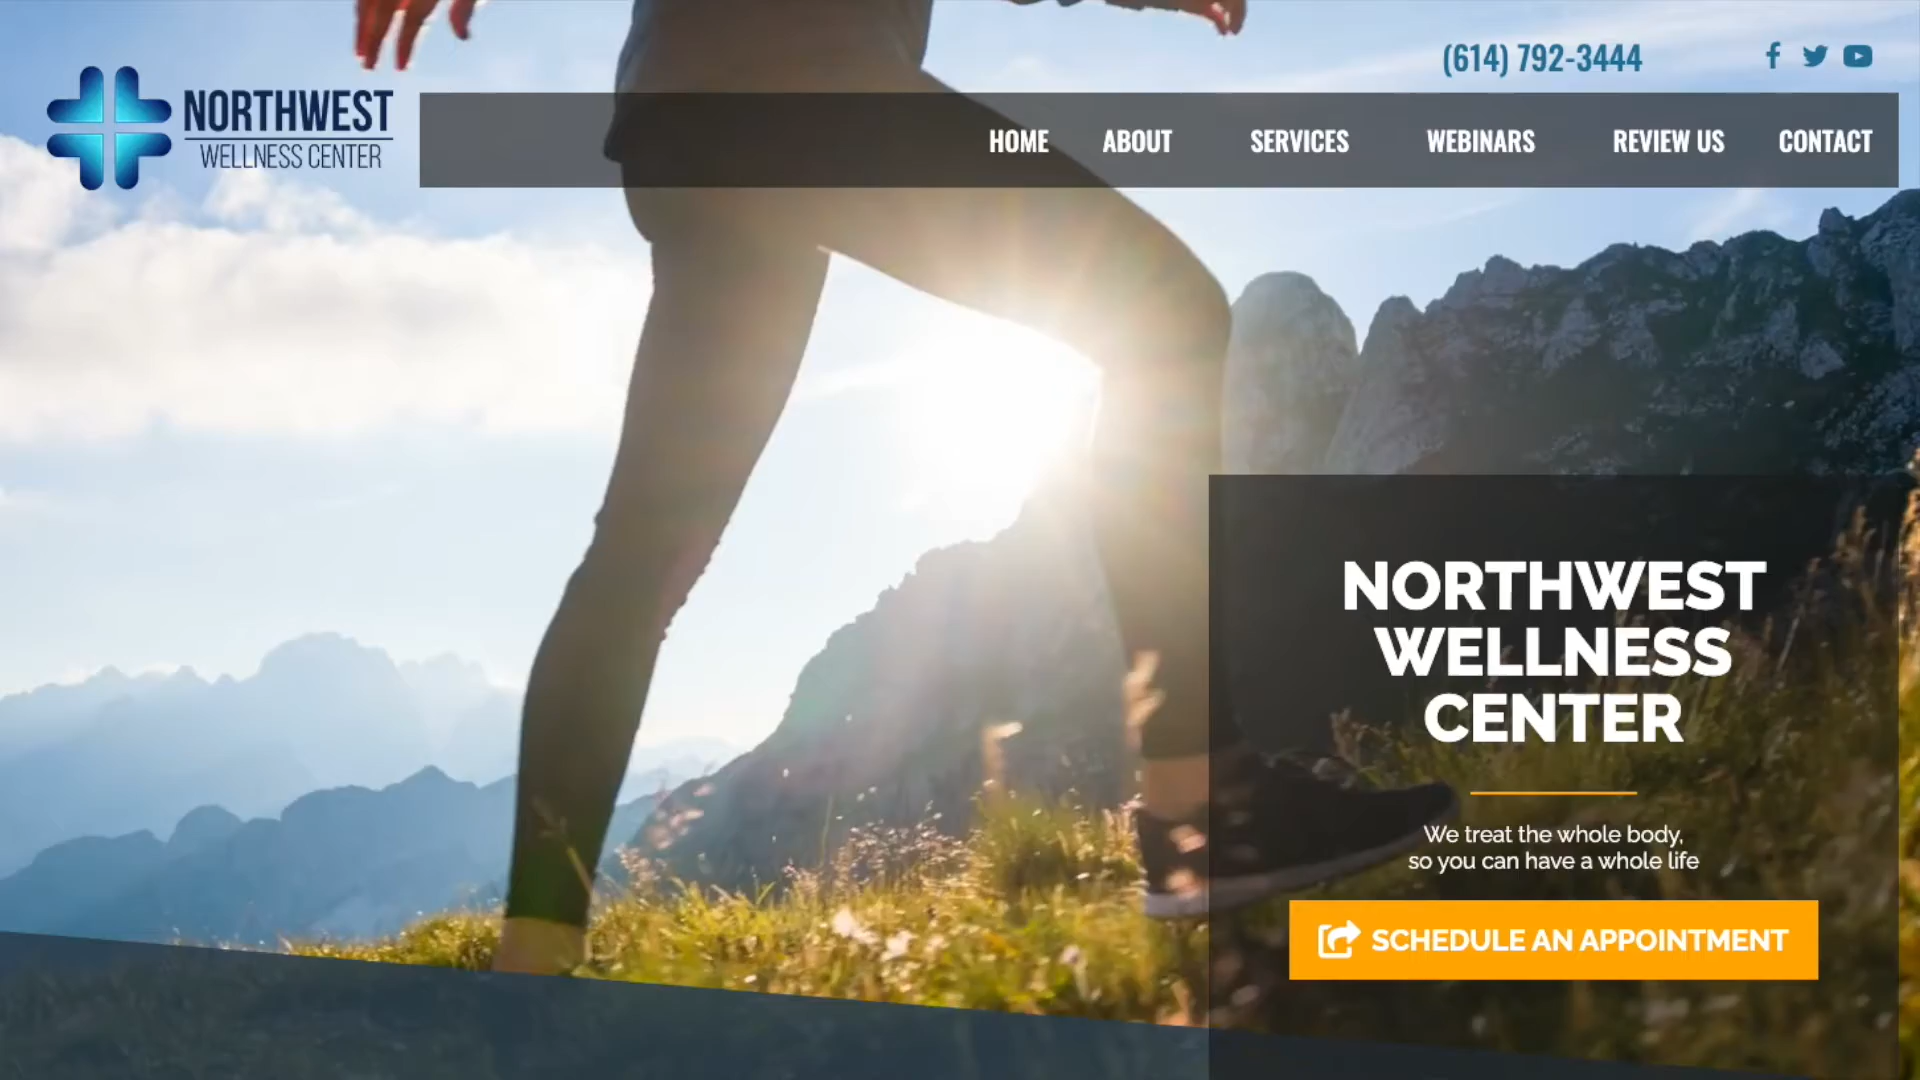 (614) 792-3444
NORTHWEST
WELLNESS CENTER
HOME ABOUT SERVICES WEBINARS REVIEW US CONTACT
NORTHWEST
WELLNESS
CENTER
We treat the whole body,
so you can have a whole life
SCHEDULE AN APPOINTMENT